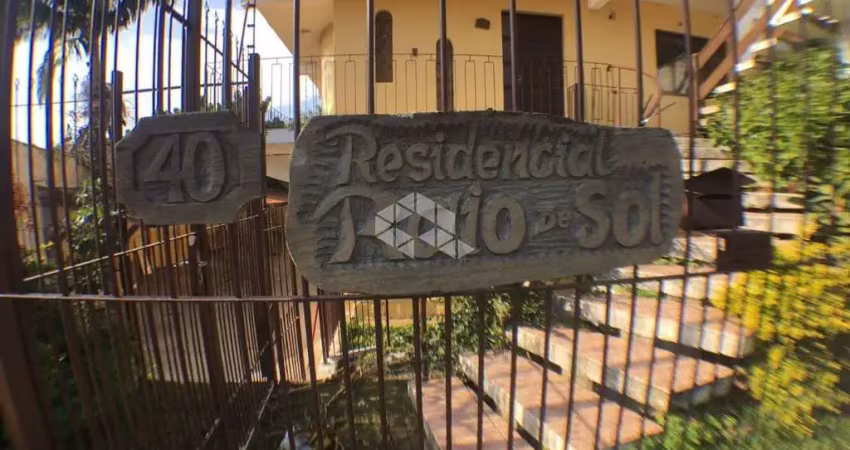 40
Residencial
Raio DE Sol